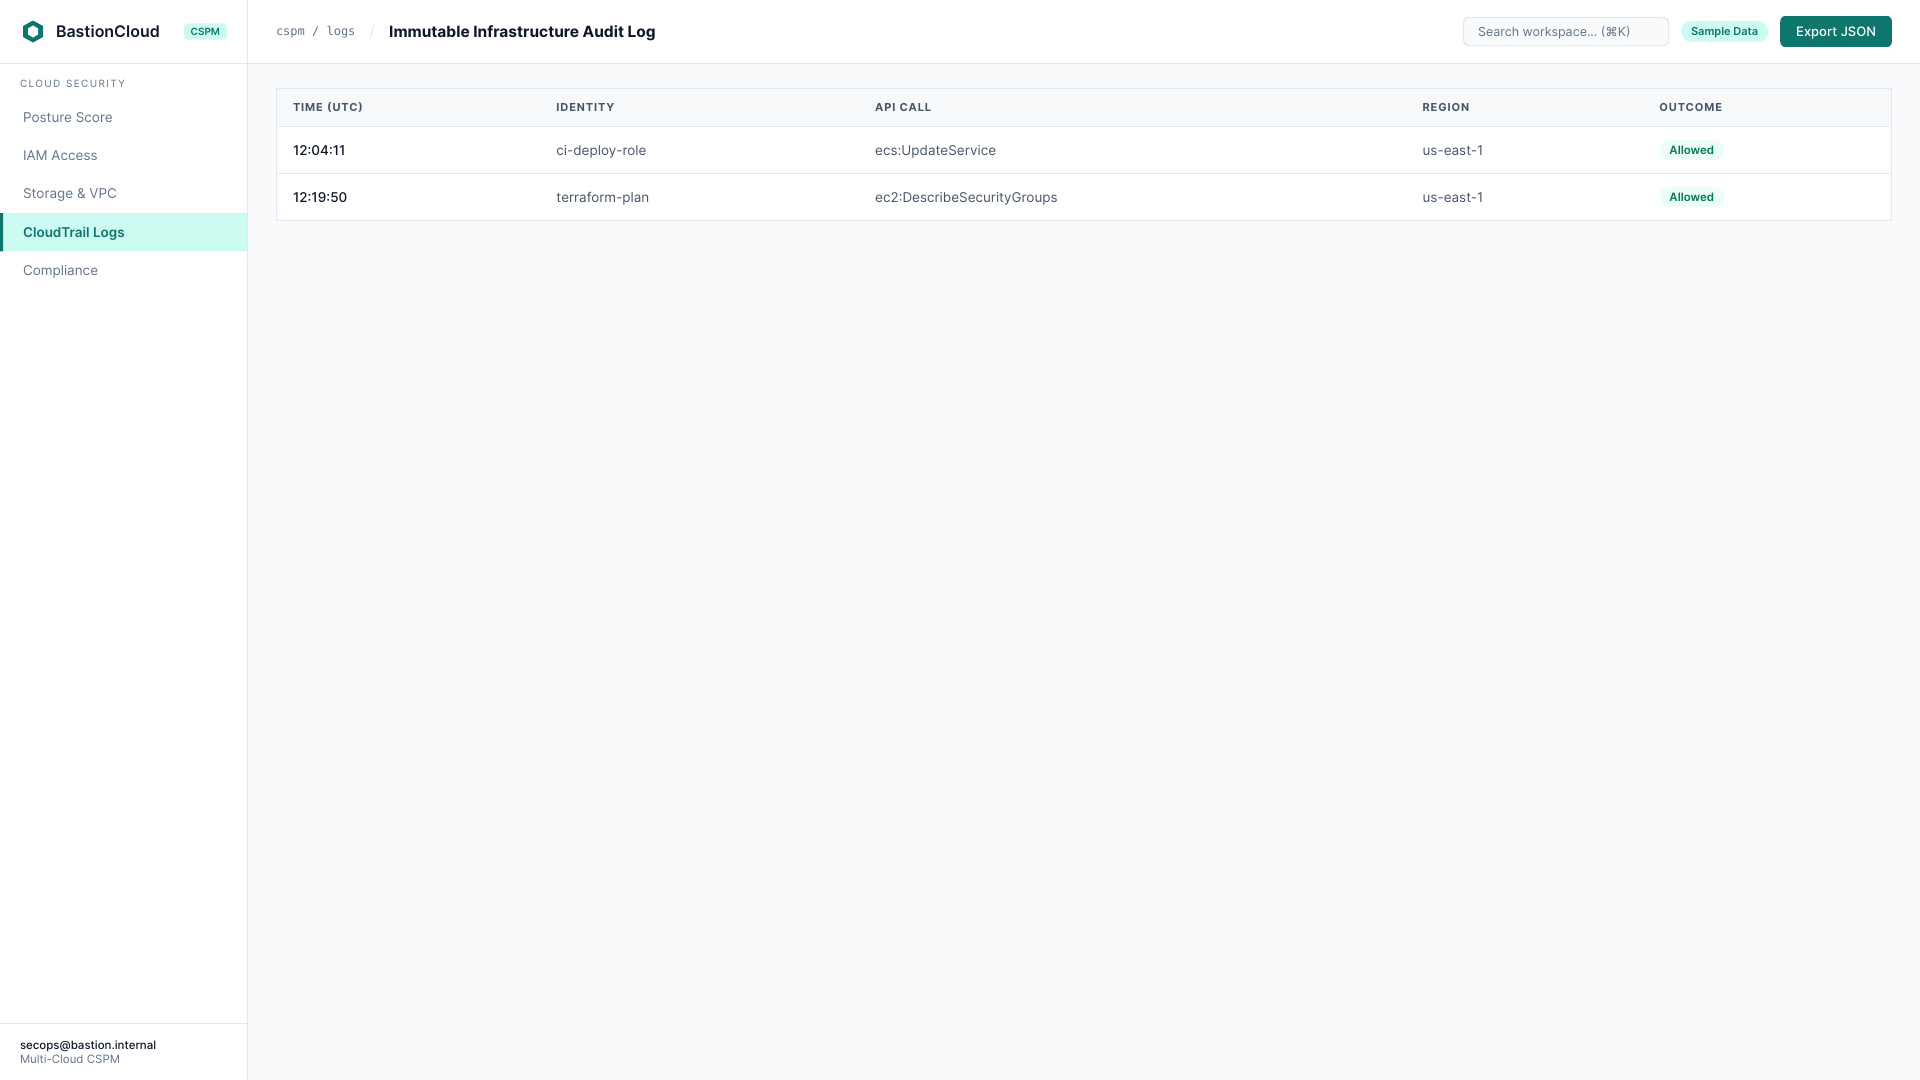 BastionCloud CSPM
cspm / logs / Immutable Infrastructure Audit Log
Search workspace... (⌘K)
Sample Data
Export JSON
CLOUD SECURITY
Posture Score
IAM Access
Storage & VPC
CloudTrail Logs
Compliance
TIME (UTC) IDENTITY API CALL REGION OUTCOME
12:04:11 ci-deploy-role ecs:UpdateService us-east-1 Allowed
12:19:50 terraform-plan ec2:DescribeSecurityGroups us-east-1 Allowed
secops@bastion.internal
Multi-Cloud CSPM